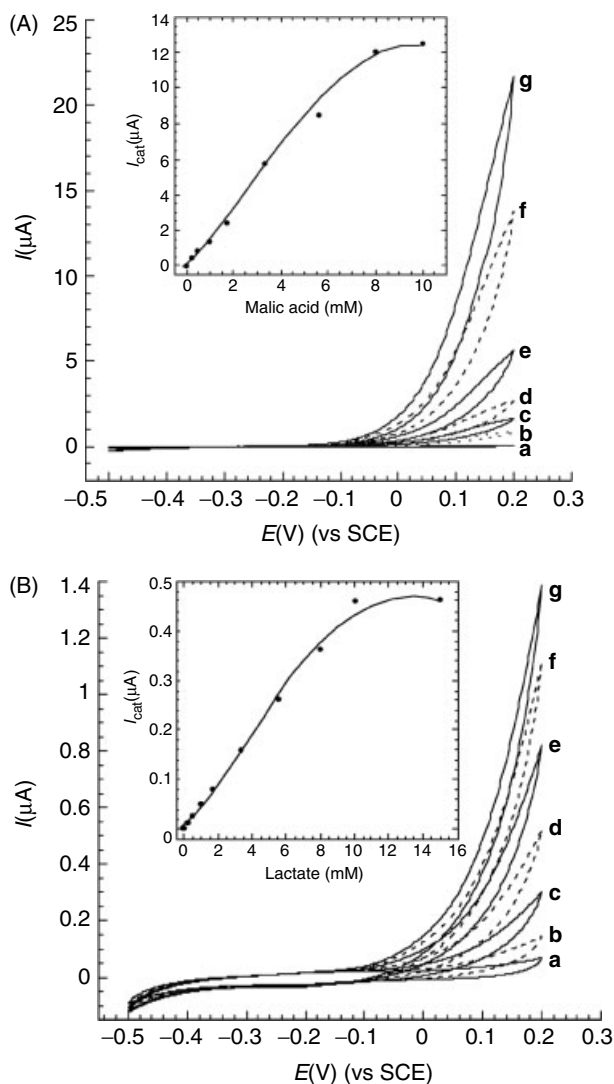 (A)
25
20
15
10
5
0
I(μA)
−0.5 −0.4 −0.3 −0.2 −0.1 0 0.1 0.2 0.3
E(V) (vs SCE)
g
f
e
d
c
b
a
14
12
10
8
6
4
2
0
Icat(μA)
0 2 4 6 8 10
Malic acid (mM)
(B)
1.4
1.2
1
0.8
0.6
0.4
0.2
0
I(μA)
−0.5 −0.4 −0.3 −0.2 −0.1 0 0.1 0.2 0.3
E(V) (vs SCE)
g
f
e
d
c
b
a
0.5
0.4
0.3
0.2
0.1
0
Icat(μA)
0 2 4 6 8 10 12 14 16
Lactate (mM)